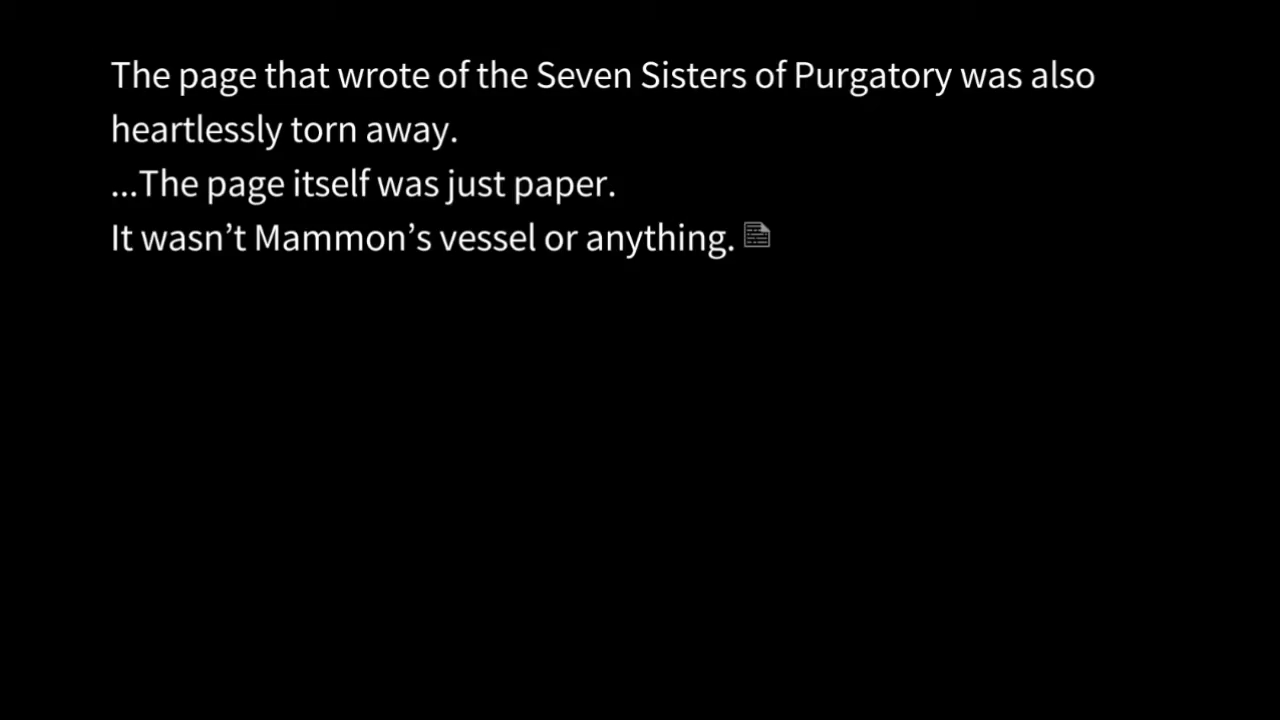 The page that wrote of the Seven Sisters of Purgatory was also
heartlessly torn away.
...The page itself was just paper.
It wasn’t Mammon’s vessel or anything.